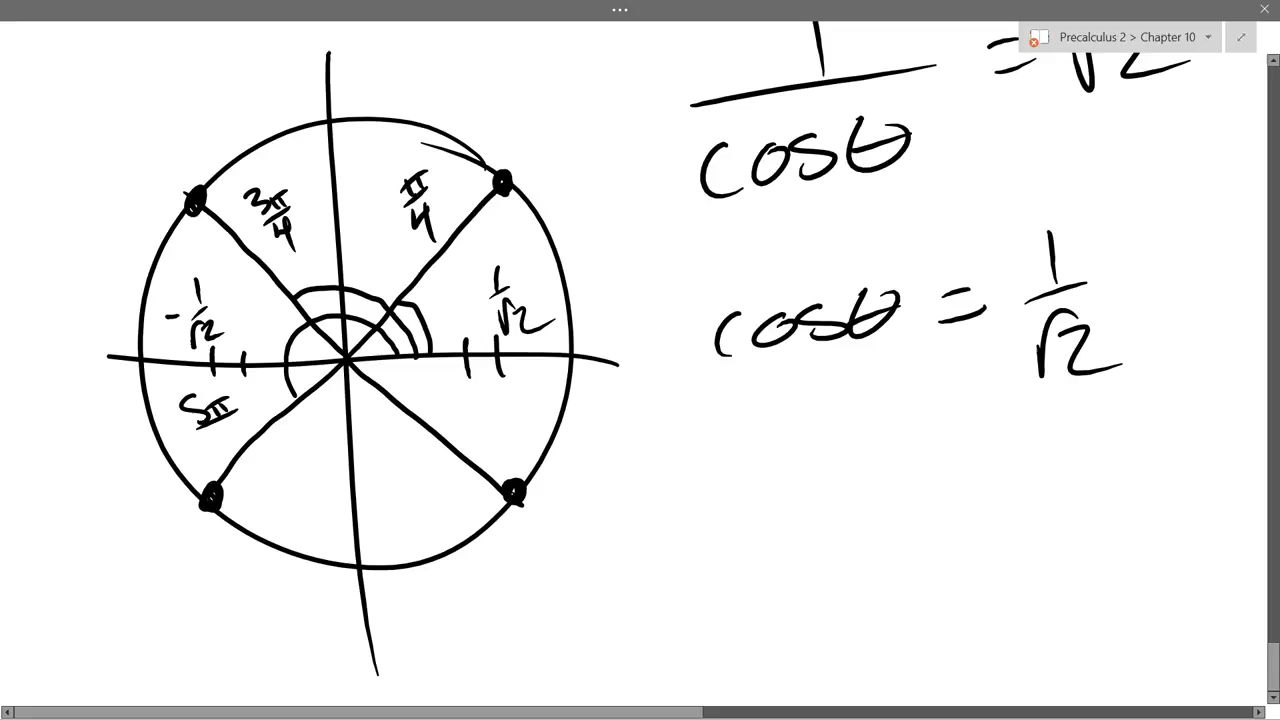 Precalculus 2 > Chapter 10
1 = √2
cosθ
3π/4
π/4
-1/√2
1/√2
cosθ = 1/√2
5π